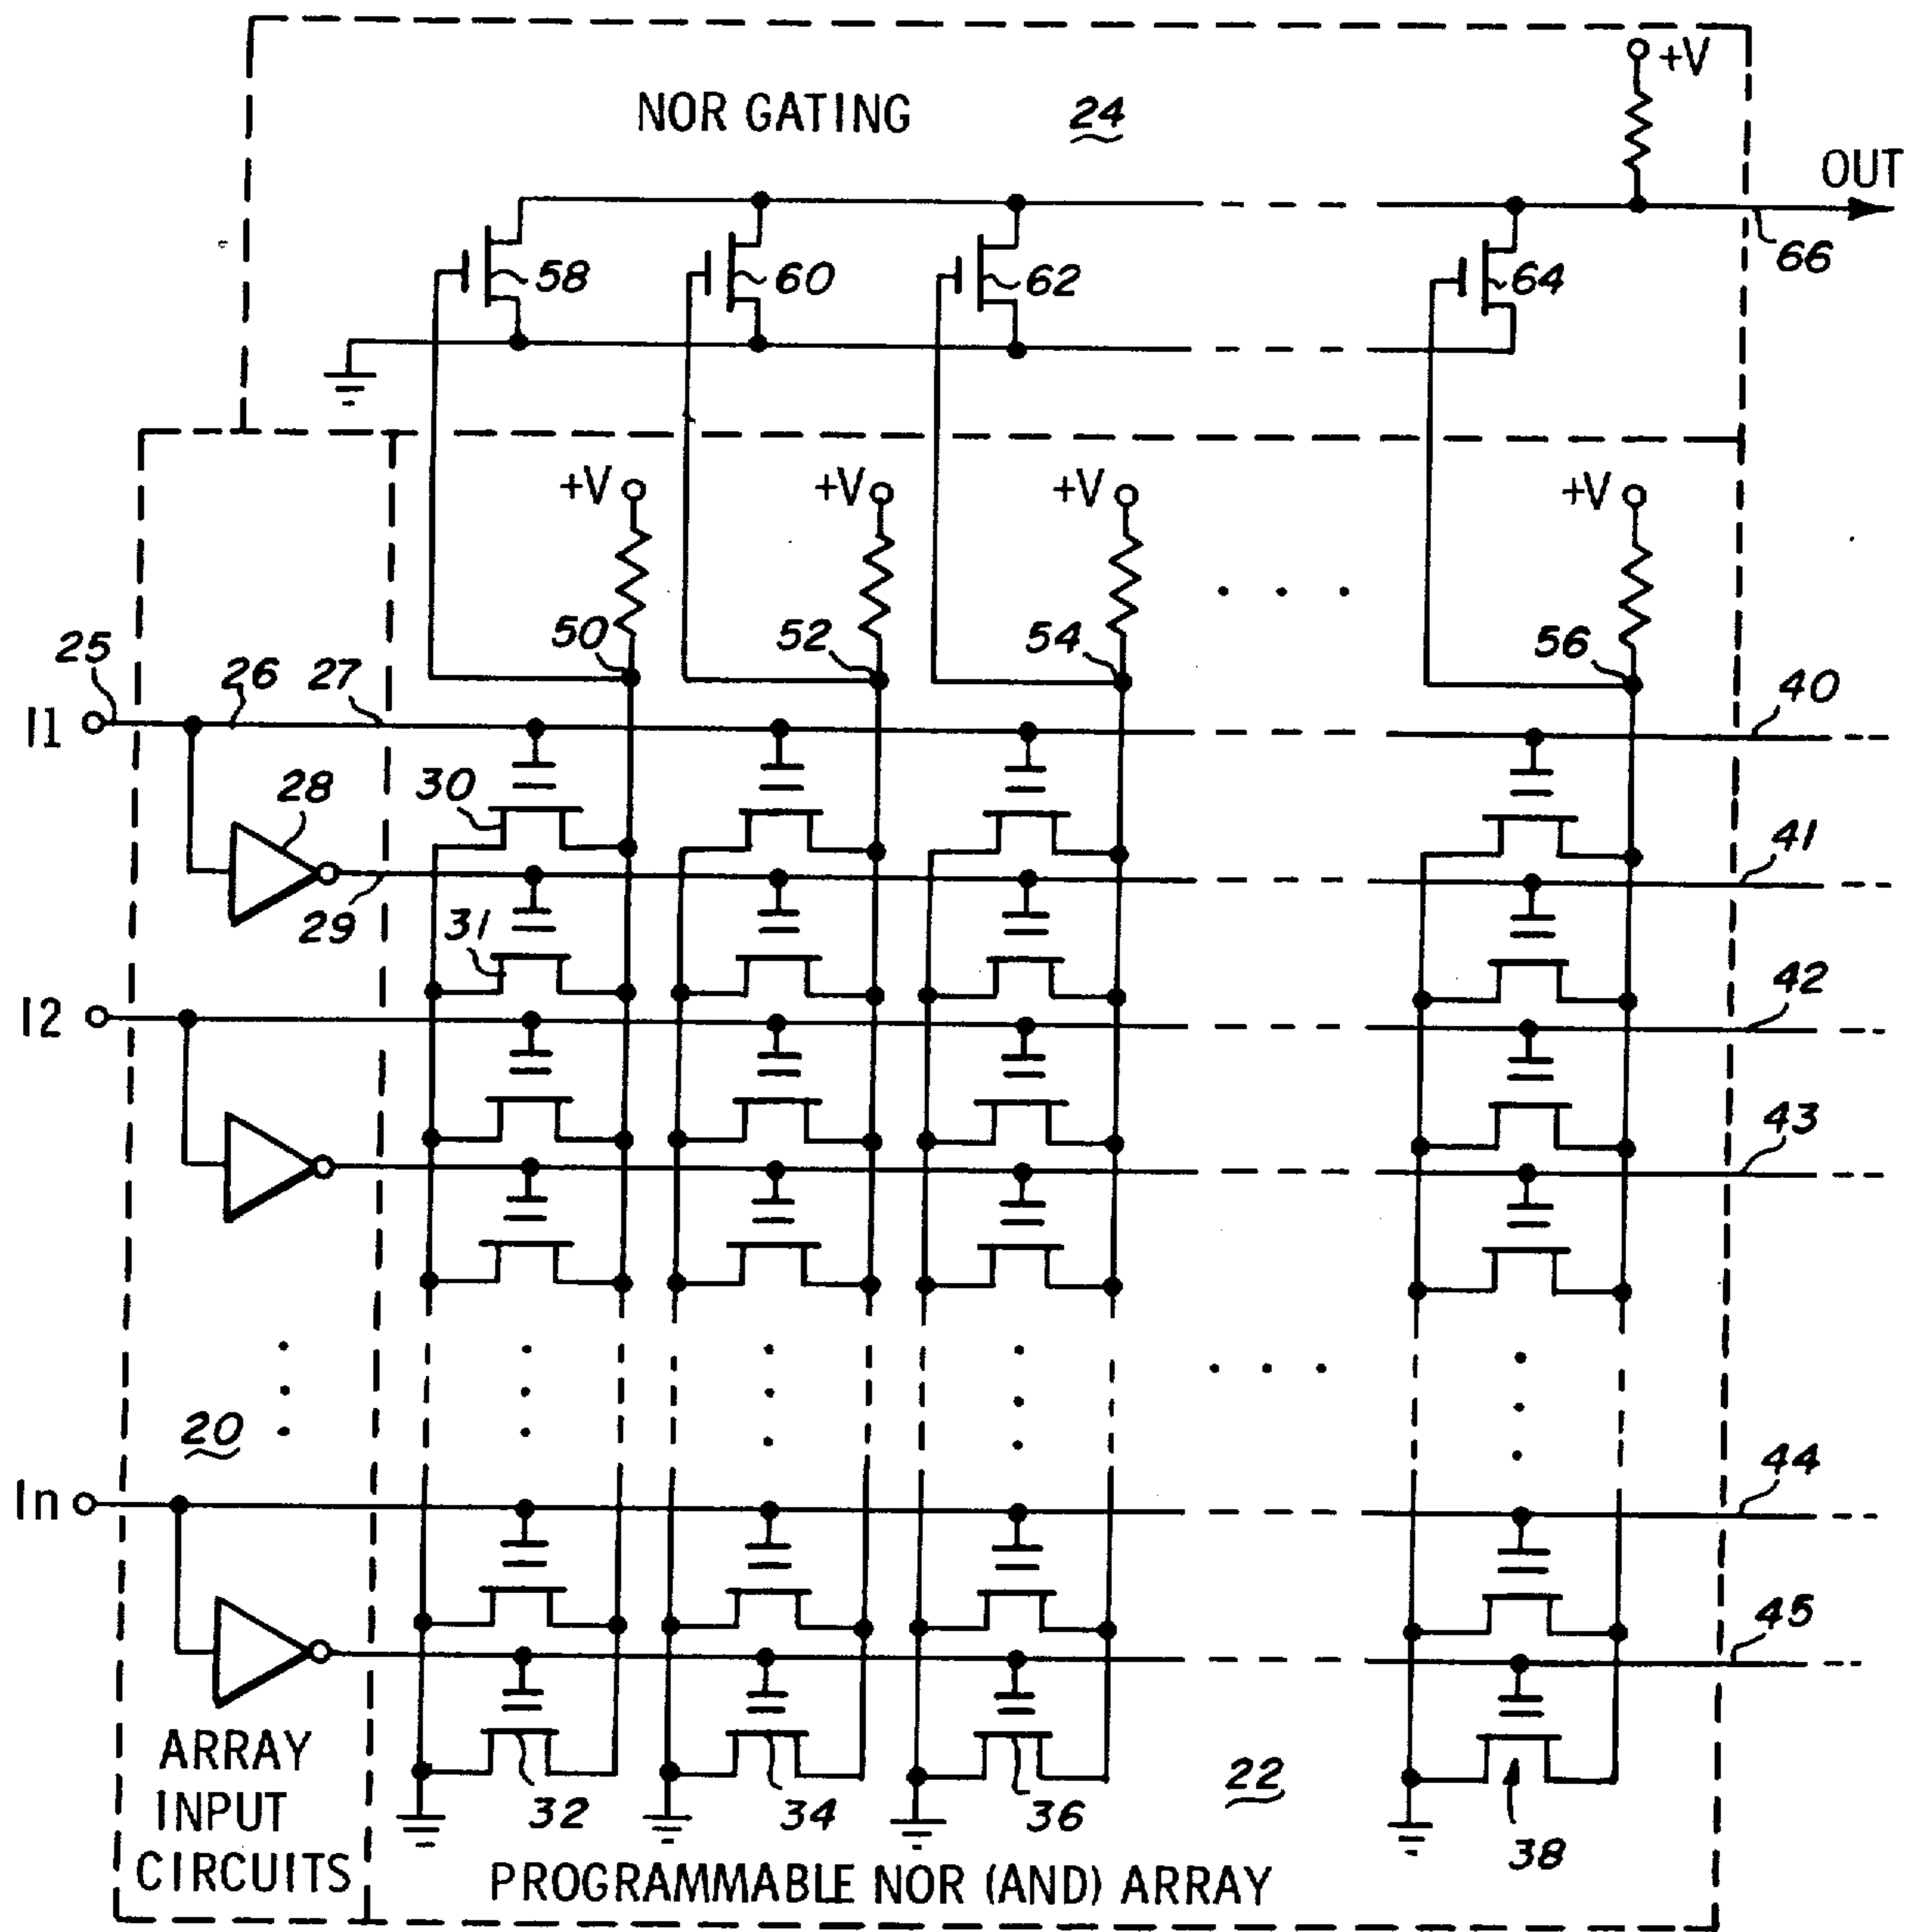 +V
NOR GATING 24
OUT
58 60 62 64 66
+V +V +V +V
50 52 54 56
25 26 27 40
I1
28 30
41
29 31
42
I2
43
20
44
In
45
ARRAY
INPUT
CIRCUITS
32 34 36 22 38
PROGRAMMABLE NOR (AND) ARRAY